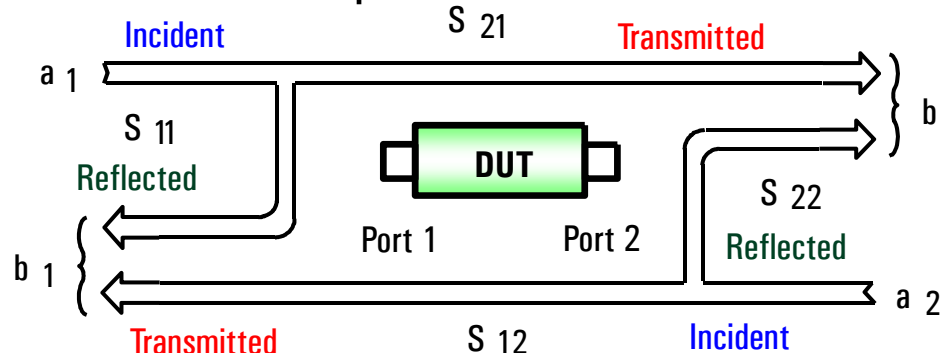 S 21
Incident
Transmitted
a 1
b
S 11
DUT
Reflected
S 22
Port 1
Port 2
Reflected
b 1
a 2
Transmitted
S 12
Incident